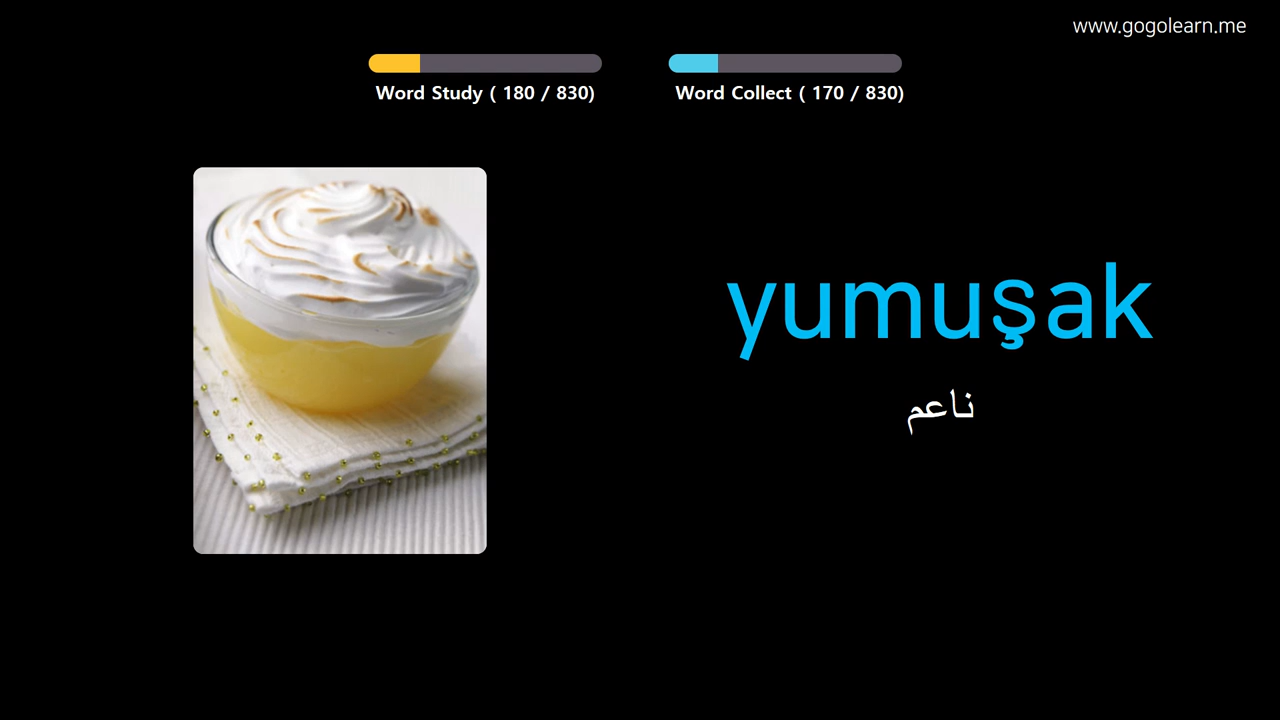 www.gogolearn.me
Word Study ( 180 / 830)
Word Collect ( 170 / 830)
yumuşak
ناعم